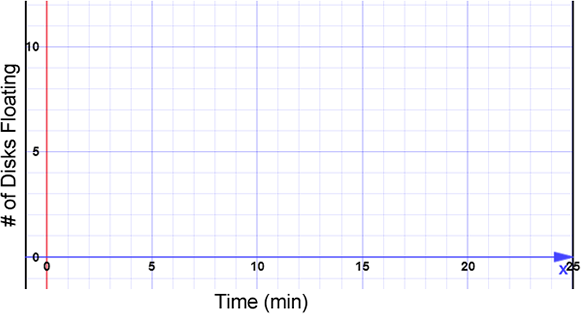 # of Disks Floating
10
5
0
0 5 10 15 20 25
x
Time (min)